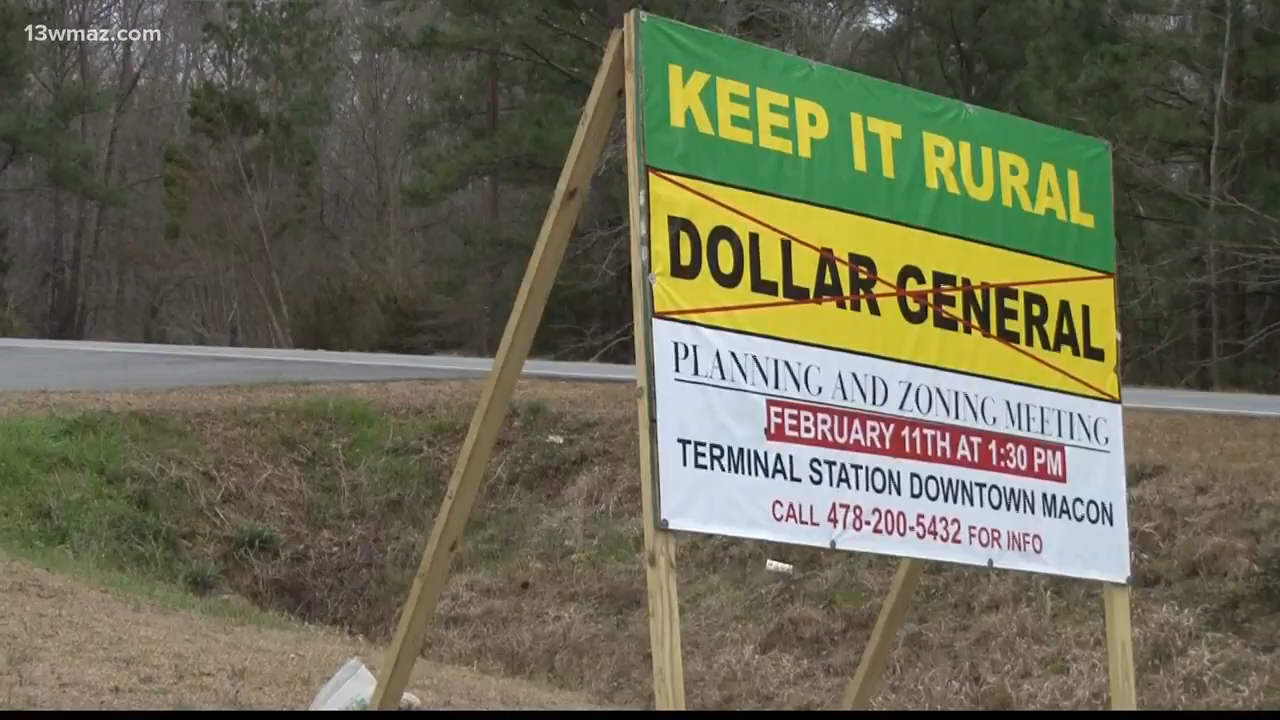 13wmaz.com
KEEP IT RURAL
DOLLAR GENERAL
PLANNING AND ZONING MEETING
FEBRUARY 11TH AT 1:30 PM
TERMINAL STATION DOWNTOWN MACON
CALL 478-200-5432 FOR INFO